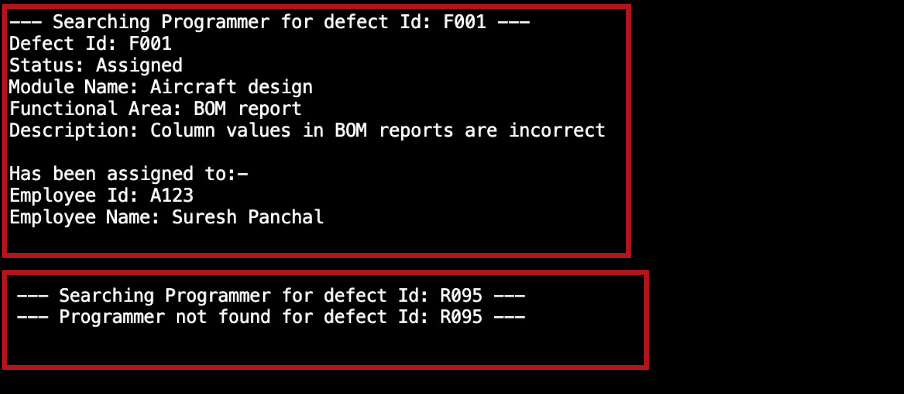 --- Searching Programmer for defect Id: F001 ---
Defect Id: F001
Status: Assigned
Module Name: Aircraft design
Functional Area: BOM report
Description: Column values in BOM reports are incorrect
Has been assigned to:-
Employee Id: A123
Employee Name: Suresh Panchal
--- Searching Programmer for defect Id: R095 ---
--- Programmer not found for defect Id: R095 ---